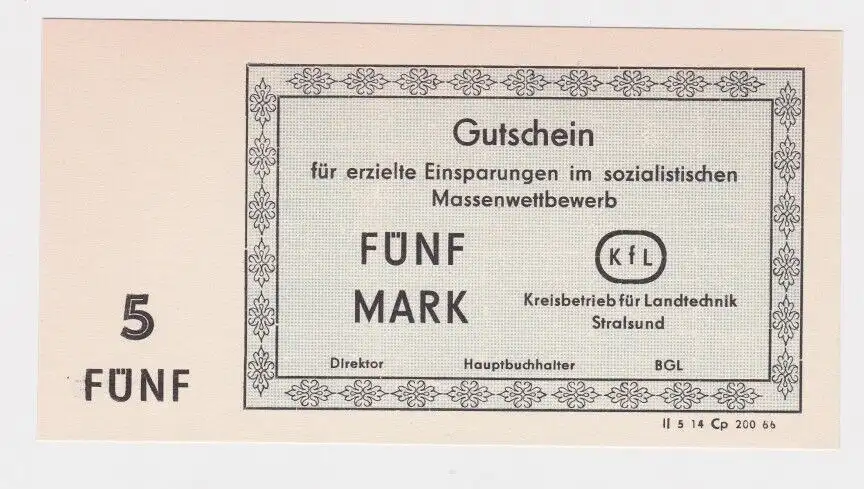 Gutschein
für erzielte Einsparungen im sozialistischen
Massenwettbewerb
FÜNF
MARK
KfL
Kreisbetrieb für Landtechnik
Stralsund
Direktor Hauptbuchhalter BGL
5
FÜNF
II 5 14 Cp 200 66